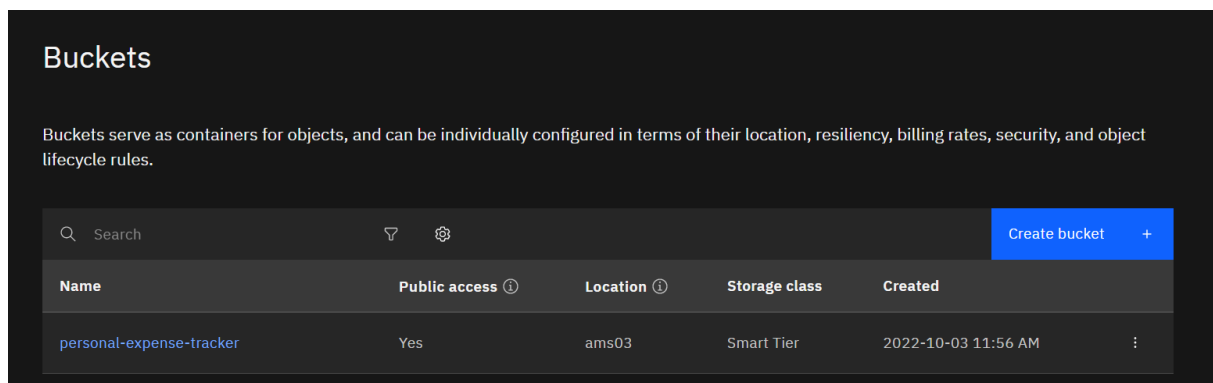 Buckets
Buckets serve as containers for objects, and can be individually configured in terms of their location, resiliency, billing rates, security, and object
lifecycle rules.
Search
Create bucket +
Name Public access Location Storage class Created
personal-expense-tracker Yes ams03 Smart Tier 2022-10-03 11:56 AM